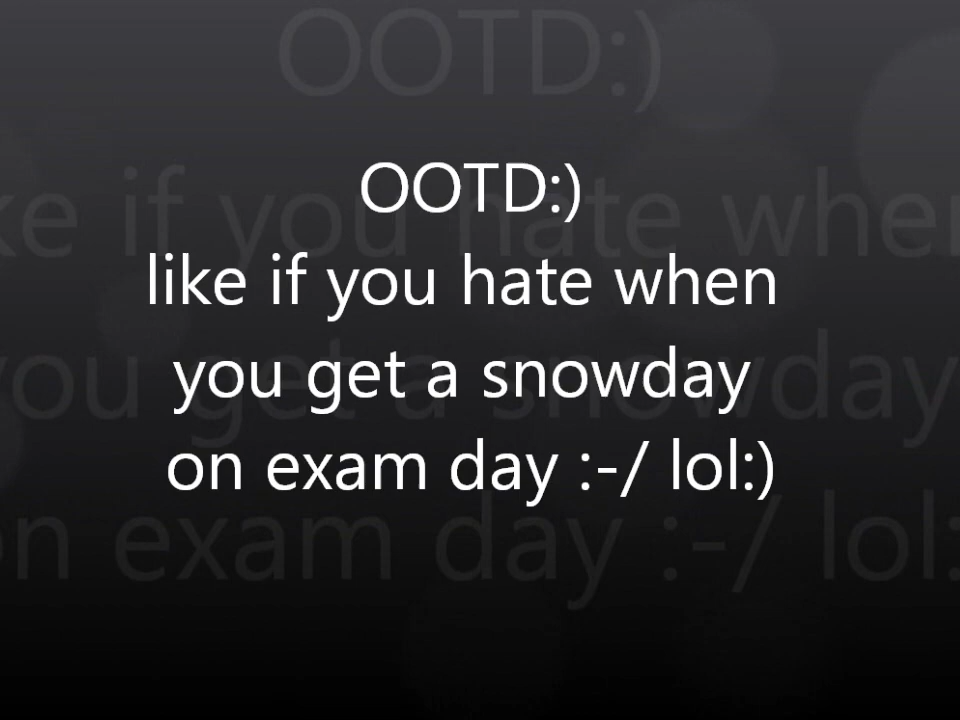 OOTD:)
like if you hate when
you get a snowday
on exam day :-/ lol:)